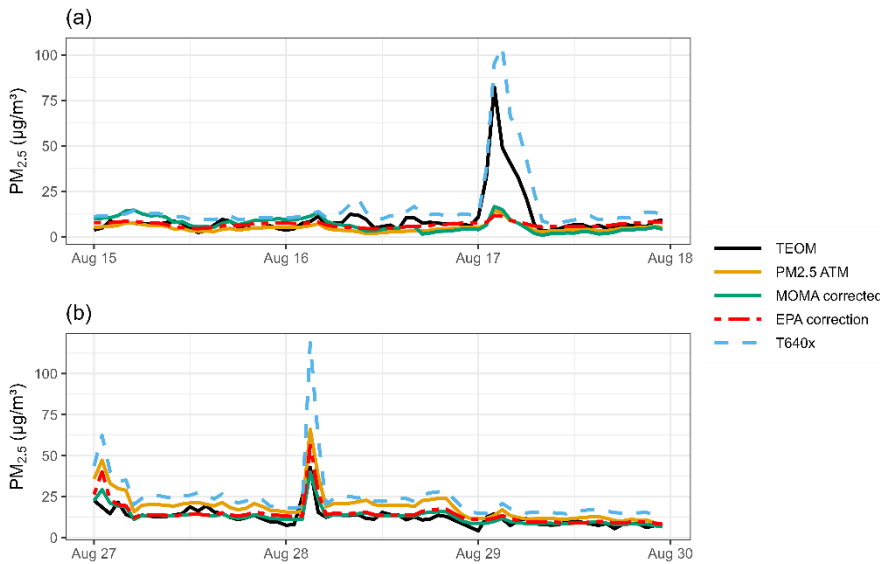 (a)
PM2.5 (µg/m³)
100
75
50
25
0
Aug 15
Aug 16
Aug 17
Aug 18
(b)
PM2.5 (µg/m³)
100
75
50
25
0
Aug 27
Aug 28
Aug 29
Aug 30
TEOM
PM2.5 ATM
MOMA corrected
EPA correction
T640x